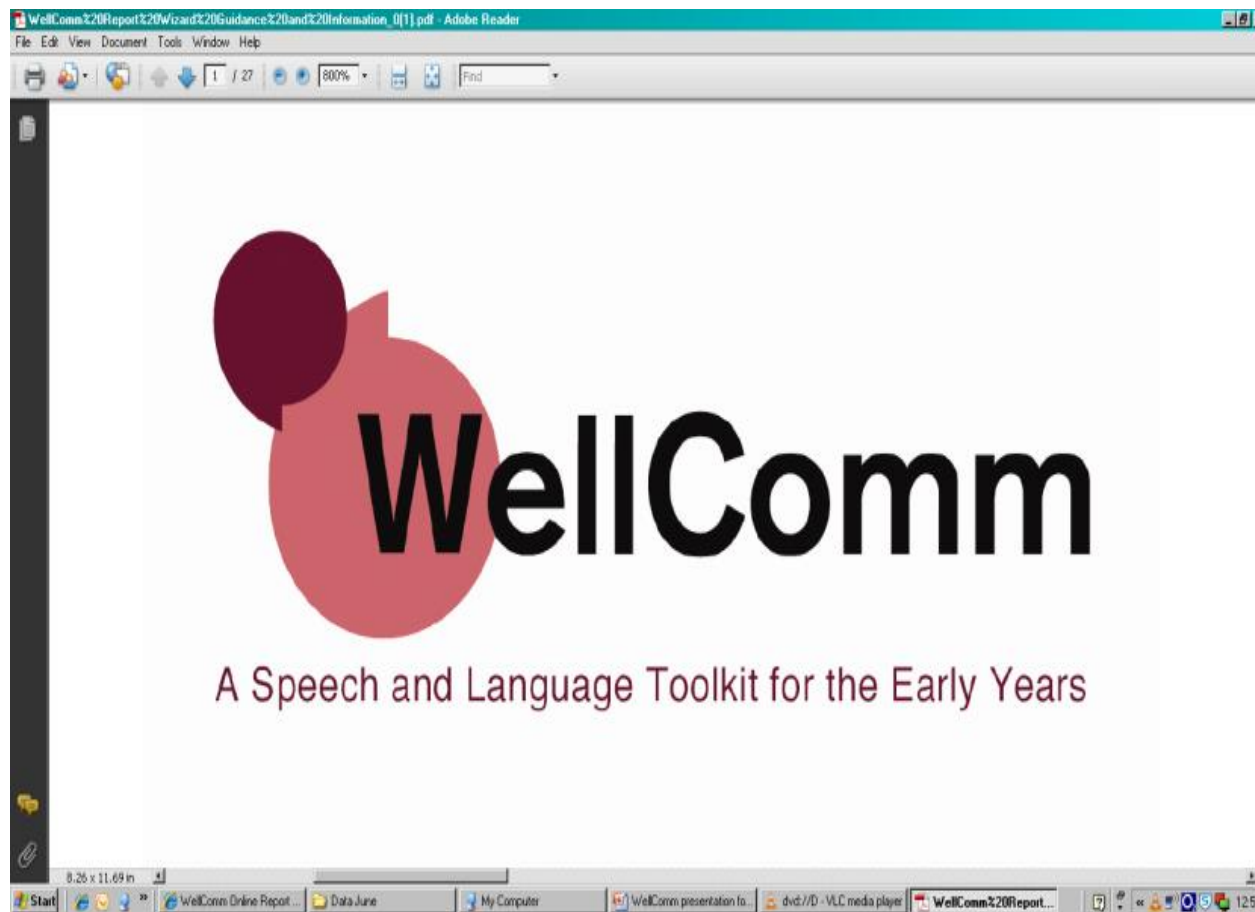 WellComm%20Report%20Wizard%20Guidance%20and%20Information_0[1].pdf - Adobe Reader
File Edit View Document Tools Window Help
1 / 27 800% Find
WellComm
A Speech and Language Toolkit for the Early Years
8.26 x 11.69 in
Start WellComm Online Report ... Data June My Computer WellComm presentation fo... dvd://D - VLC media player WellComm%20Report...